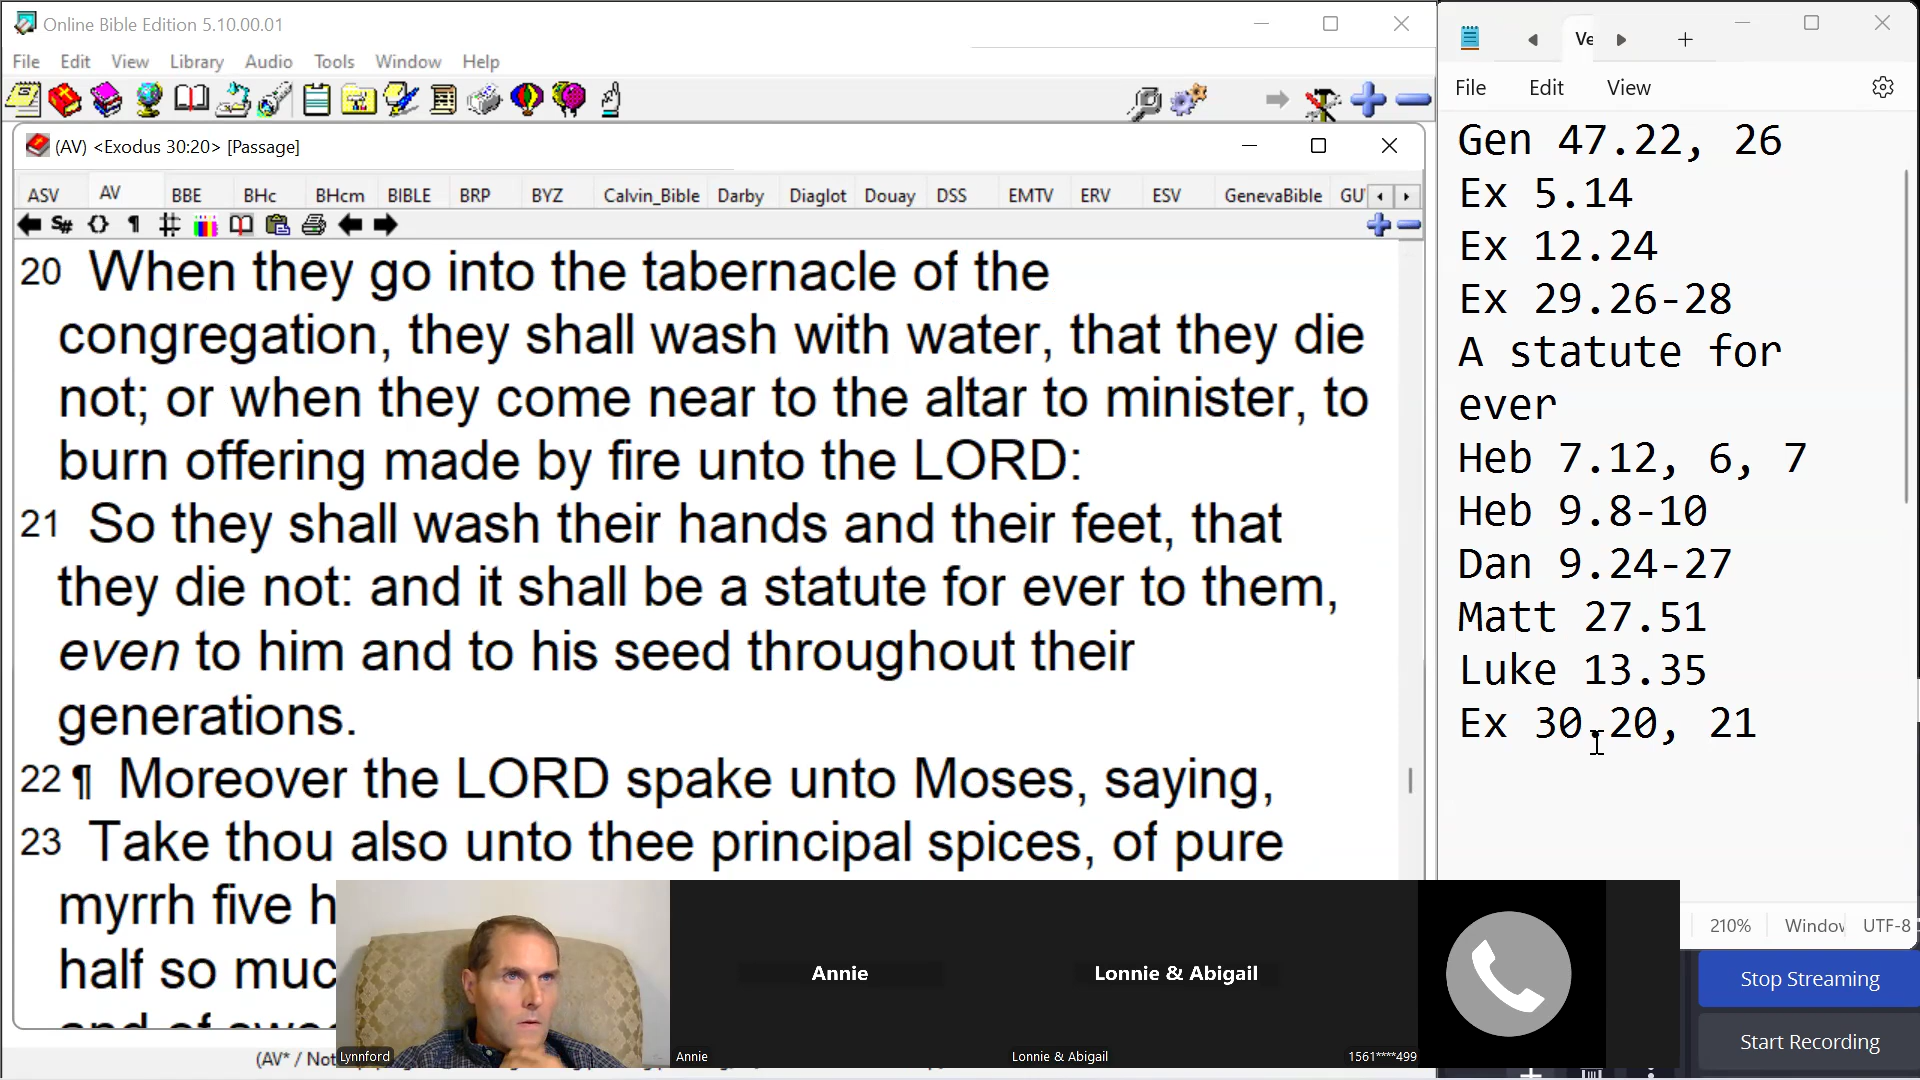 Online Bible Edition 5.10.00.01
File Edit View Library Audio Tools Window Help
(AV) <Exodus 30:20> [Passage]
ASV AV BBE BHc BHcm BIBLE BRP BYZ Calvin_Bible Darby Diaglot Douay DSS EMTV ERV ESV GenevaBible GU
S#
20 When they go into the tabernacle of the
congregation, they shall wash with water, that they die
not; or when they come near to the altar to minister, to
burn offering made by fire unto the LORD:
21 So they shall wash their hands and their feet, that
they die not: and it shall be a statute for ever to them,
even to him and to his seed throughout their
generations.
22 ¶ Moreover the LORD spake unto Moses, saying,
23 Take thou also unto thee principal spices, of pure
myrrh five h
half so muc
(AV* / Not
Ve
File Edit View
Gen 47.22, 26
Ex 5.14
Ex 12.24
Ex 29.26-28
A statute for
ever
Heb 7.12, 6, 7
Heb 9.8-10
Dan 9.24-27
Matt 27.51
Luke 13.35
Ex 30.20, 21
210% Window UTF-8
Annie
Lonnie & Abigail
Lynnford
Annie
Lonnie & Abigail
1561****499
Stop Streaming
Start Recording